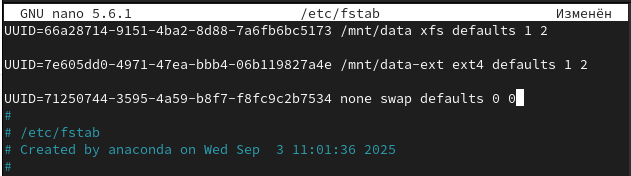 GNU nano 5.6.1 /etc/fstab Изменён
UUID=66a28714-9151-4ba2-8d88-7a6fb6bc5173 /mnt/data xfs defaults 1 2
UUID=7e605dd0-4971-47ea-bbb4-06b119827a4e /mnt/data-ext ext4 defaults 1 2
UUID=71250744-3595-4a59-b8f7-f8fc9c2b7534 none swap defaults 0 0
#
# /etc/fstab
# Created by anaconda on Wed Sep  3 11:01:36 2025
#